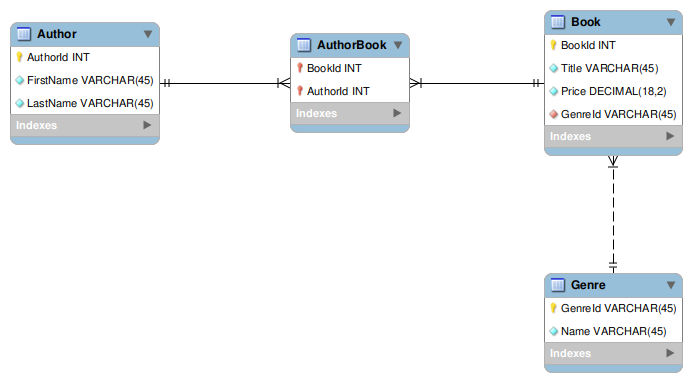 Author
AuthorId INT
FirstName VARCHAR(45)
LastName VARCHAR(45)
Indexes
AuthorBook
BookId INT
AuthorId INT
Indexes
Book
BookId INT
Title VARCHAR(45)
Price DECIMAL(18,2)
GenreId VARCHAR(45)
Indexes
Genre
GenreId VARCHAR(45)
Name VARCHAR(45)
Indexes